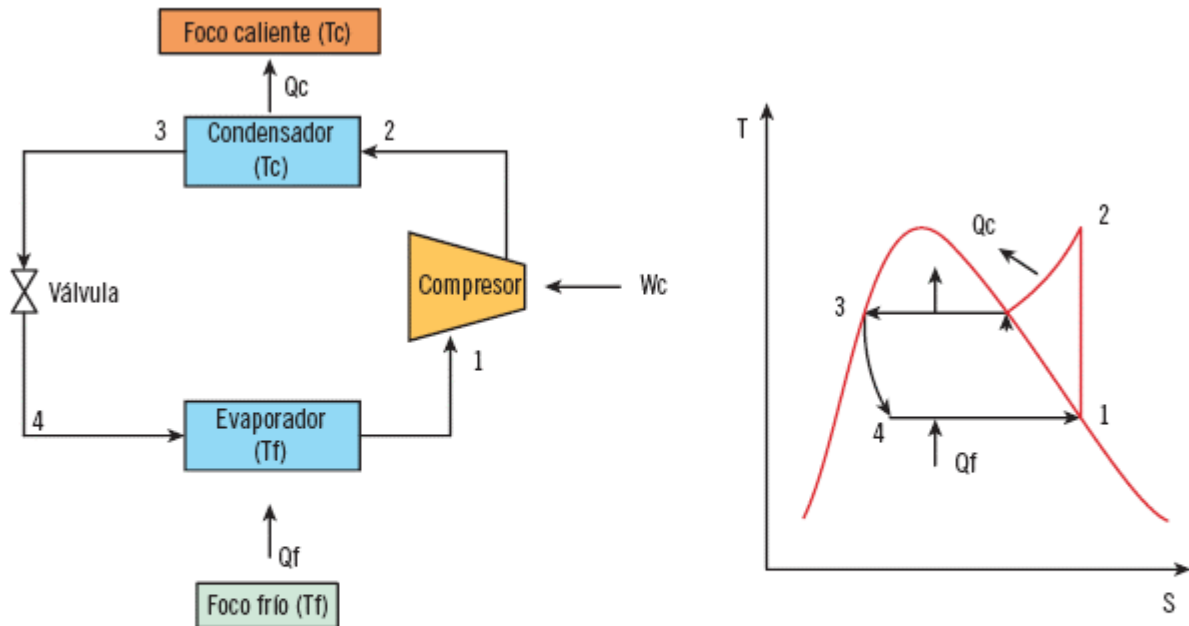 Foco caliente (Tc)
Qc
3
Condensador
(Tc)
2
Válvula
Compresor
Wc
1
4
Evaporador
(Tf)
Qf
Foco frío (Tf)
T
Qc
2
3
4
1
Qf
S